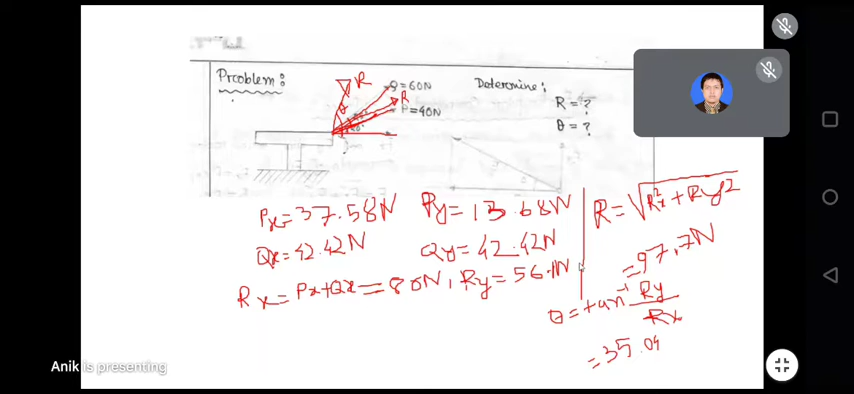 Problem:
R
Q=60N
R
P=40N
θ
Determine:
R = ?
θ = ?
Px=37.58N Py=13.68N
Qx=42.42N Qy=42.42N
Rx=Px+Qx=80N, Ry=56.1N
R=√Rx²+Ry2
=97.7N
θ=tan⁻¹ Ry/Rx
=35.04
Anik is presenting